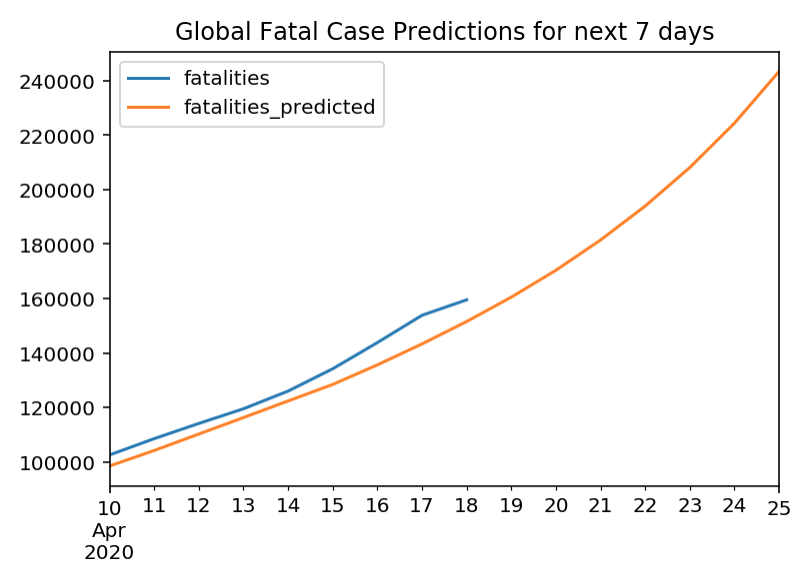 Global Fatal Case Predictions for next 7 days
fatalities
fatalities_predicted
240000
220000
200000
180000
160000
140000
120000
100000
10 11 12 13 14 15 16 17 18 19 20 21 22 23 24 25
Apr
2020